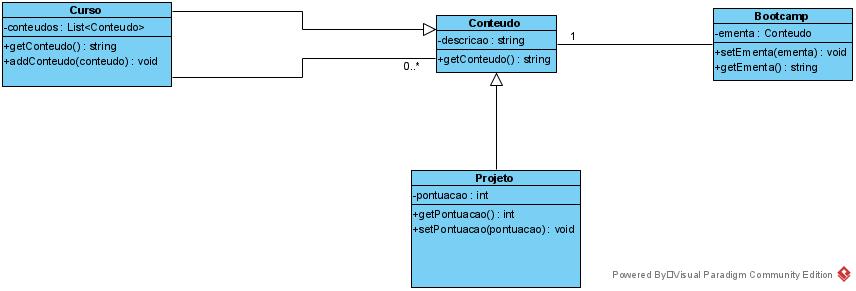 Curso
-conteudos : List<Conteudo>
+getConteudo() : string
+addConteudo(conteudo) : void
Conteudo
-descricao : string
+getConteudo() : string
0..*
1
Bootcamp
-ementa : Conteudo
+setEmenta(ementa) : void
+getEmenta() : string
Projeto
-pontuacao : int
+getPontuacao() : int
+setPontuacao(pontuacao) : void
Powered By Visual Paradigm Community Edition